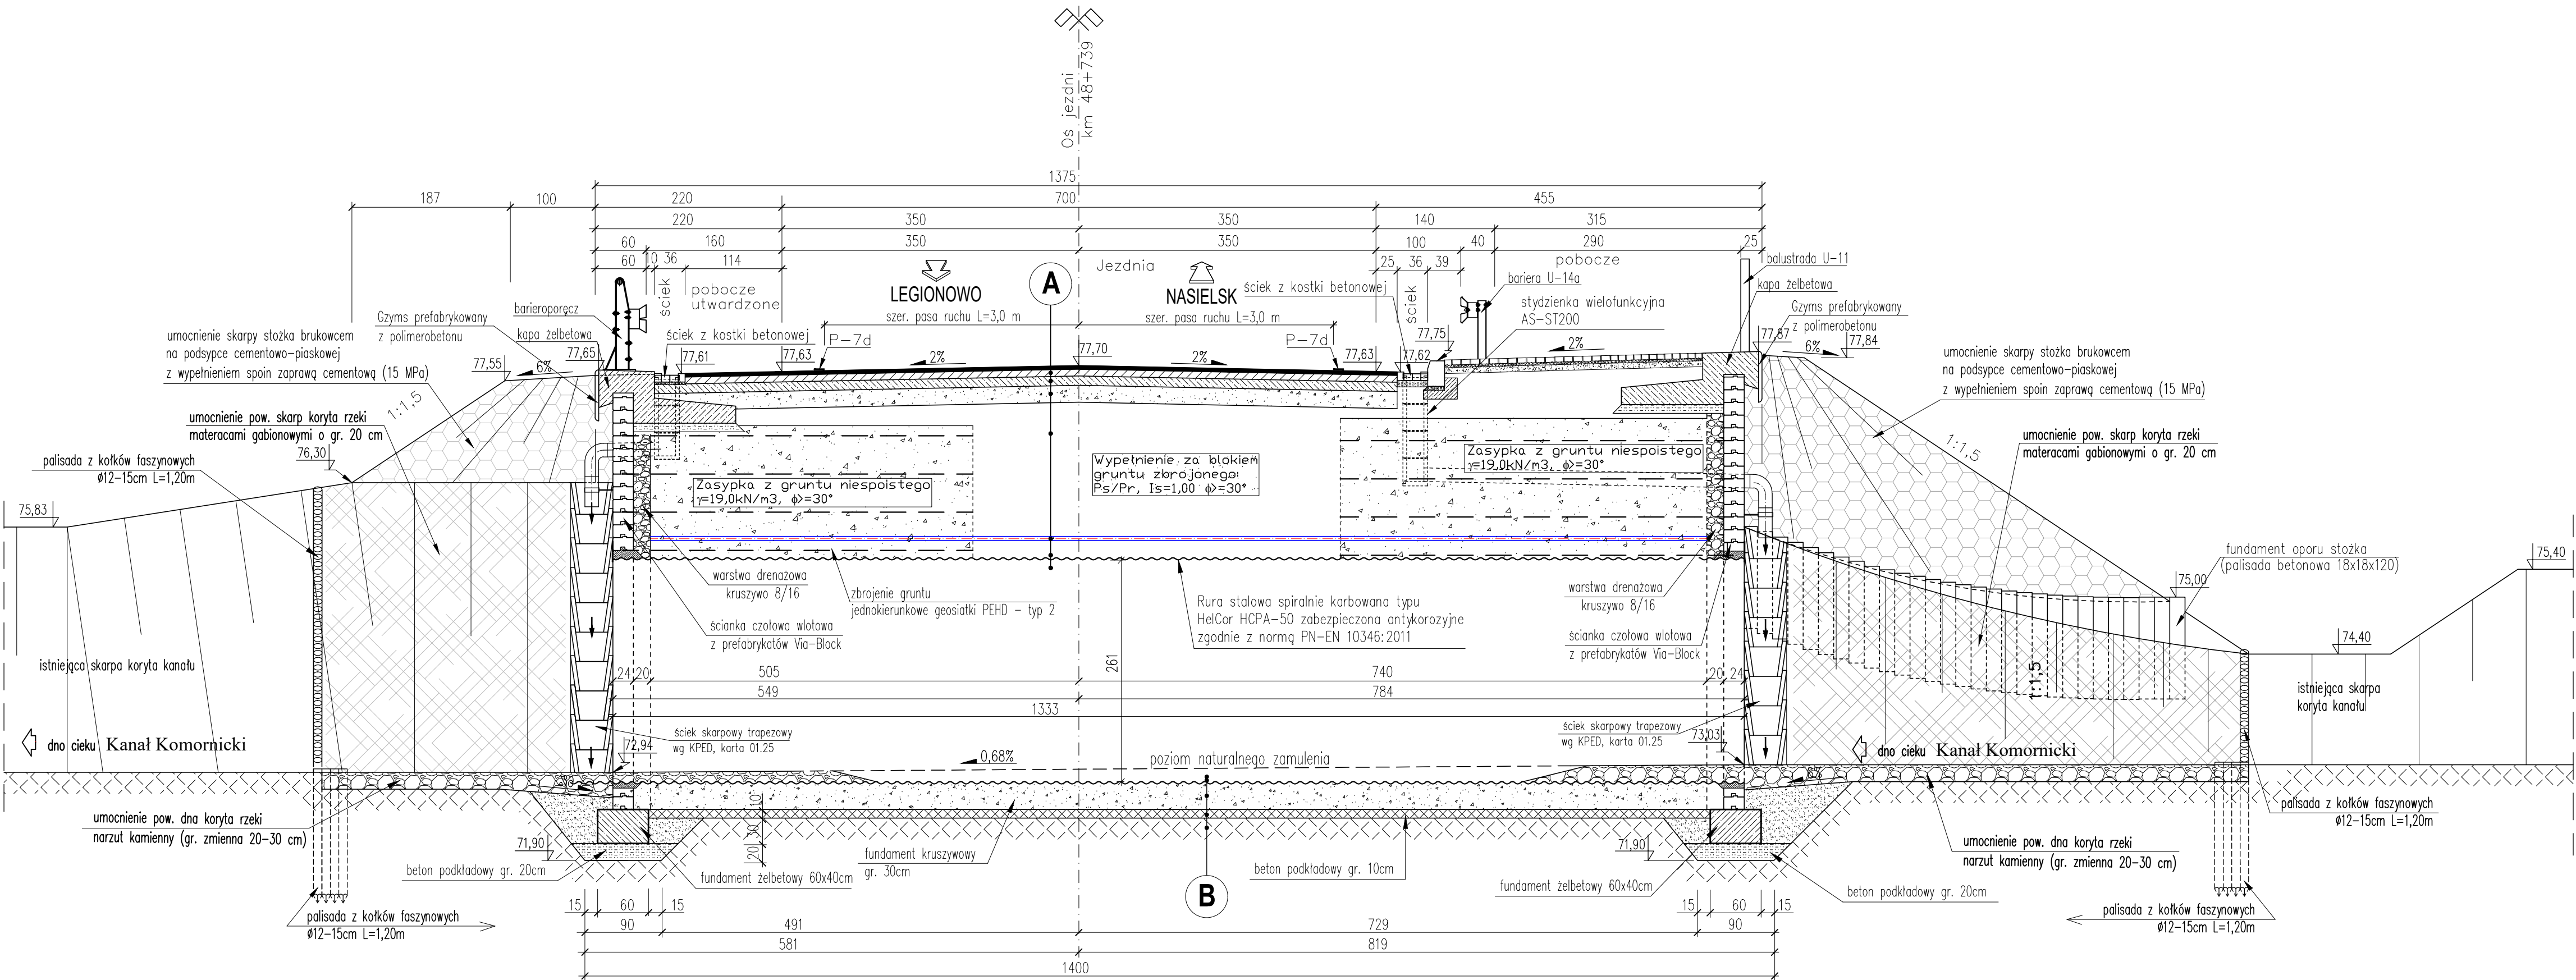 Oś jezdni
km 48+739
1375
187
100
220
700
455
220
350
350
140
315
60
160
350
350
100
40
290
25
60
10
36
114
25
36
39
ściek
pobocze
utwardzone
LEGIONOWO
szer. pasa ruchu L=3,0 m
A
Jezdnia
NASIELSK
szer. pasa ruchu L=3,0 m
ściek z kostki betonowej
ściek
pobocze
bariera U-14a
stydzienka wielofunkcyjna
AS-ST200
balustrada U-11
kapa żelbetowa
Gzyms prefabrykowany
z polimerobetonu
barieroporęcz
Gzyms prefabrykowany
z polimerobetonu
kapa żelbetowa
ściek z kostki betonowej
P-7d
P-7d
umocnienie skarpy stożka brukowcem
na podsypce cementowo-piaskowej
z wypełnieniem spoin zaprawą cementową (15 MPa)
77,55
6%
77,65
77,61
77,63
2%
77,70
2%
77,63
77,62
77,75
2%
77,87
6%
77,84
umocnienie skarpy stożka brukowcem
na podsypce cementowo-piaskowej
z wypełnieniem spoin zaprawą cementową (15 MPa)
1:1,5
1:1,5
umocnienie pow. skarp koryta rzeki
materacami gabionowymi o gr. 20 cm
umocnienie pow. skarp koryta rzeki
materacami gabionowymi o gr. 20 cm
palisada z kołków faszynowych
ø12-15cm L=1,20m
76,30
75,83
Zasypka z gruntu niespoistego
γ=19,0kN/m3, ϕ>=30°
Wypełnienie za blokiem
gruntu zbrojonego:
Ps/Pr, Is=1,00 ϕ>=30°
Zasypka z gruntu niespoistego
γ=19,0kN/m3, ϕ>=30°
fundament oporu stożka
(palisada betonowa 18x18x120)
75,00
75,40
74,40
warstwa drenażowa
kruszywo 8/16
zbrojenie gruntu
jednokierunkowe geosiatki PEHD - typ 2
ścianka czołowa wlotowa
z prefabrykatów Via-Block
Rura stalowa spiralnie karbowana typu
HelCor HCPA-50 zabezpieczona antykorozyjne
zgodnie z normą PN-EN 10346:2011
warstwa drenażowa
kruszywo 8/16
ścianka czołowa wlotowa
z prefabrykatów Via-Block
261
24
20
505
740
20
24
549
784
1333
istniejąca skarpa koryta kanału
istniejąca skarpa
koryta kanału
1:1,5
ściek skarpowy trapezowy
wg KPED, karta 01.25
ściek skarpowy trapezowy
wg KPED, karta 01.25
dno cieku Kanał Komornicki
dno cieku Kanał Komornicki
72,94
0,68%
poziom naturalnego zamulenia
73,03
6%
10
30
20
umocnienie pow. dna koryta rzeki
narzut kamienny (gr. zmienna 20-30 cm)
71,90
beton podkładowy gr. 20cm
fundament żelbetowy 60x40cm
fundament kruszywowy
gr. 30cm
B
beton podkładowy gr. 10cm
71,90
fundament żelbetowy 60x40cm
beton podkładowy gr. 20cm
umocnienie pow. dna koryta rzeki
narzut kamienny (gr. zmienna 20-30 cm)
palisada z kołków faszynowych
ø12-15cm L=1,20m
palisada z kołków faszynowych
ø12-15cm L=1,20m
palisada z kołków faszynowych
ø12-15cm L=1,20m
15
60
15
15
60
15
90
491
729
90
581
819
1400